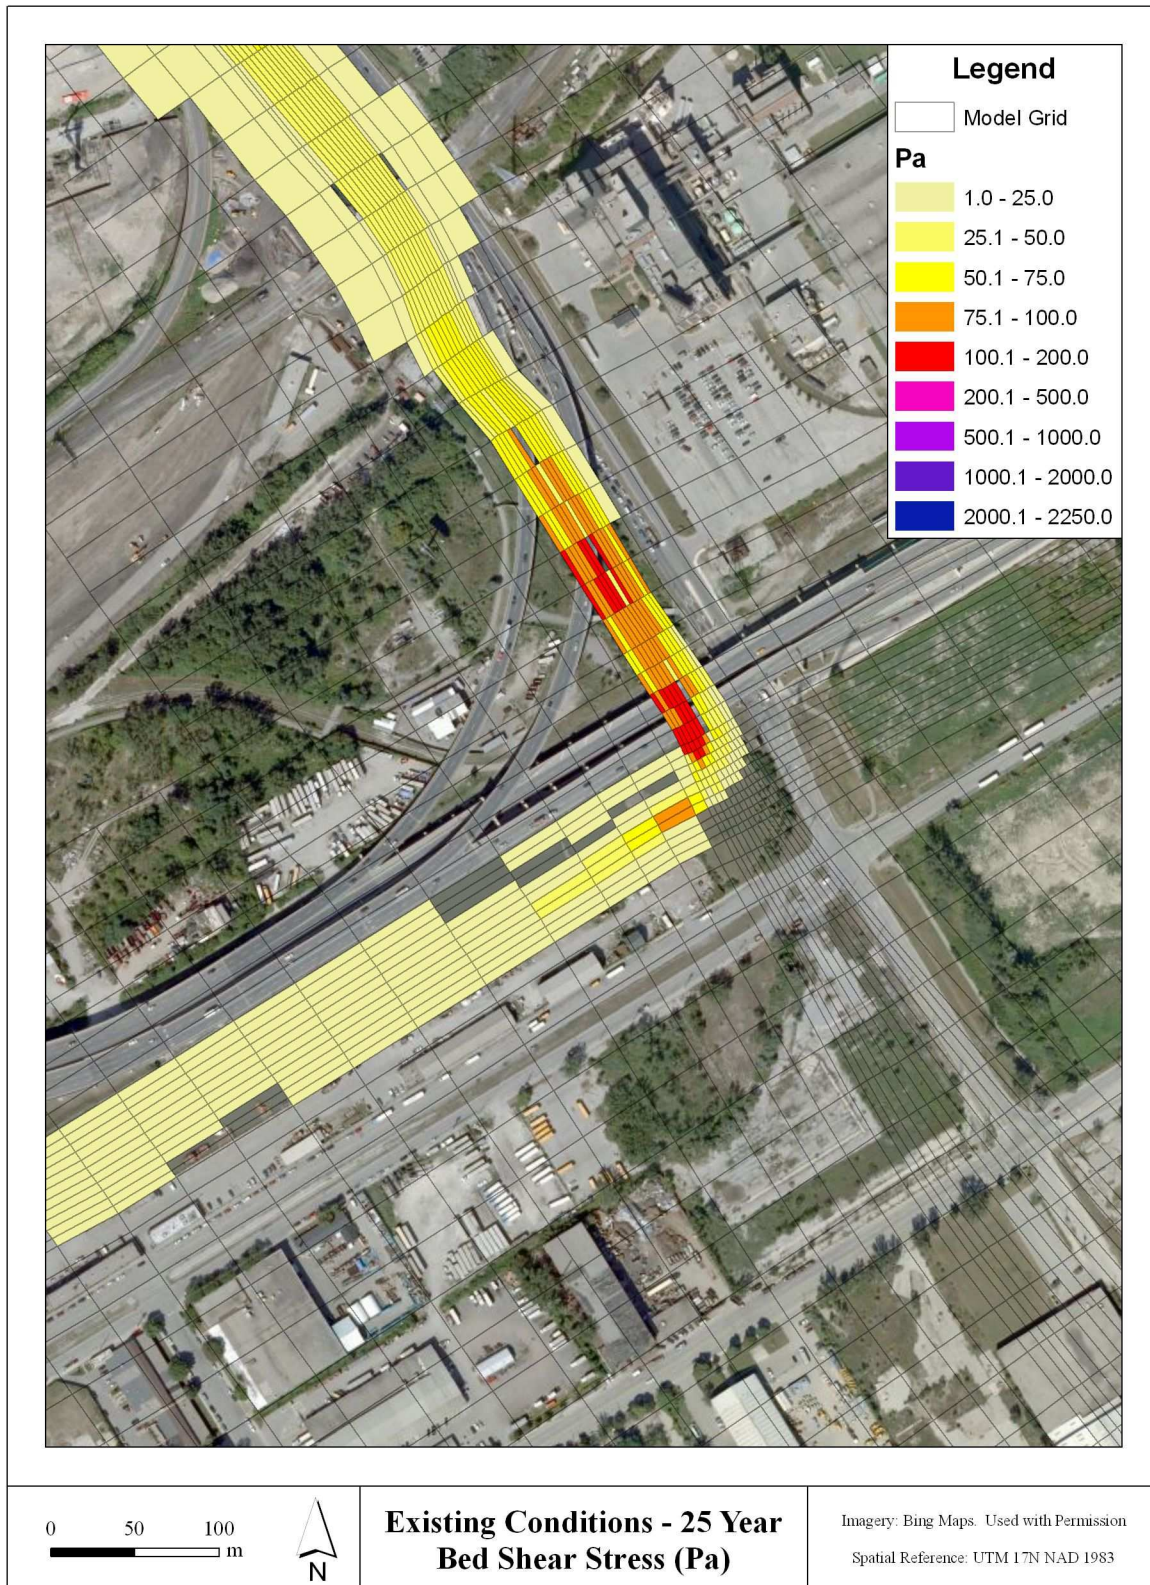 Legend
Model Grid
Pa
1.0 - 25.0
25.1 - 50.0
50.1 - 75.0
75.1 - 100.0
100.1 - 200.0
200.1 - 500.0
500.1 - 1000.0
1000.1 - 2000.0
2000.1 - 2250.0
0 50 100
m
N
Existing Conditions - 25 Year
Bed Shear Stress (Pa)
Imagery: Bing Maps. Used with Permission
Spatial Reference: UTM 17N NAD 1983